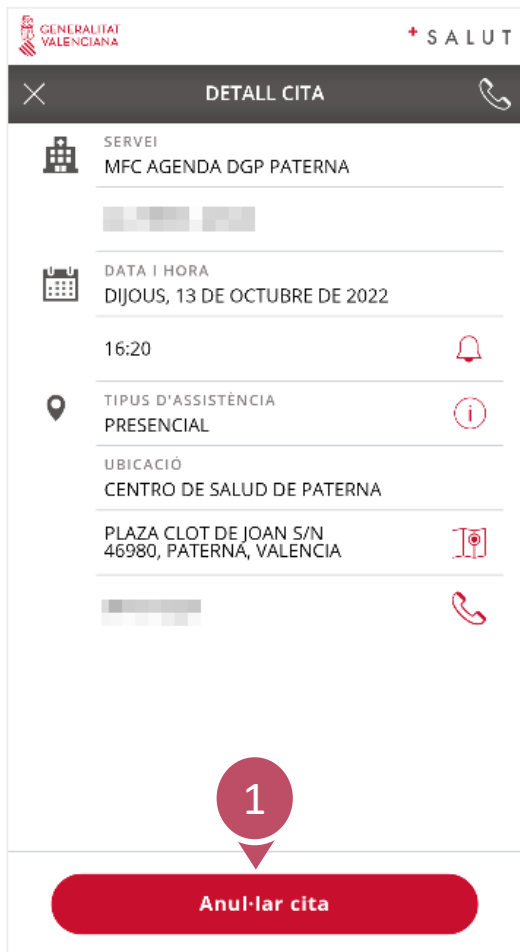 GENERALITAT
VALENCIANA
+ SALUT
DETALL CITA
SERVEI
MFC AGENDA DGP PATERNA
DATA I HORA
DIJOUS, 13 DE OCTUBRE DE 2022
16:20
TIPUS D'ASSISTÈNCIA
PRESENCIAL
UBICACIÓ
CENTRO DE SALUD DE PATERNA
PLAZA CLOT DE JOAN S/N
46980, PATERNA, VALENCIA
1
Anul·lar cita